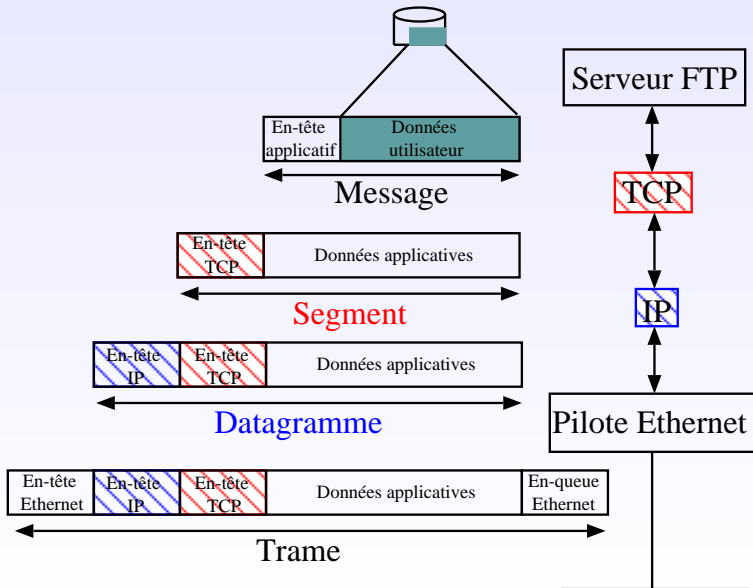 Serveur FTP
En-tête
applicatif
Données
utilisateur
Message
TCP
En-tête
TCP
Données applicatives
Segment
IP
En-tête
IP
En-tête
TCP
Données applicatives
Datagramme
Pilote Ethernet
En-tête
Ethernet
En-tête
IP
En-tête
TCP
Données applicatives
En-queue
Ethernet
Trame